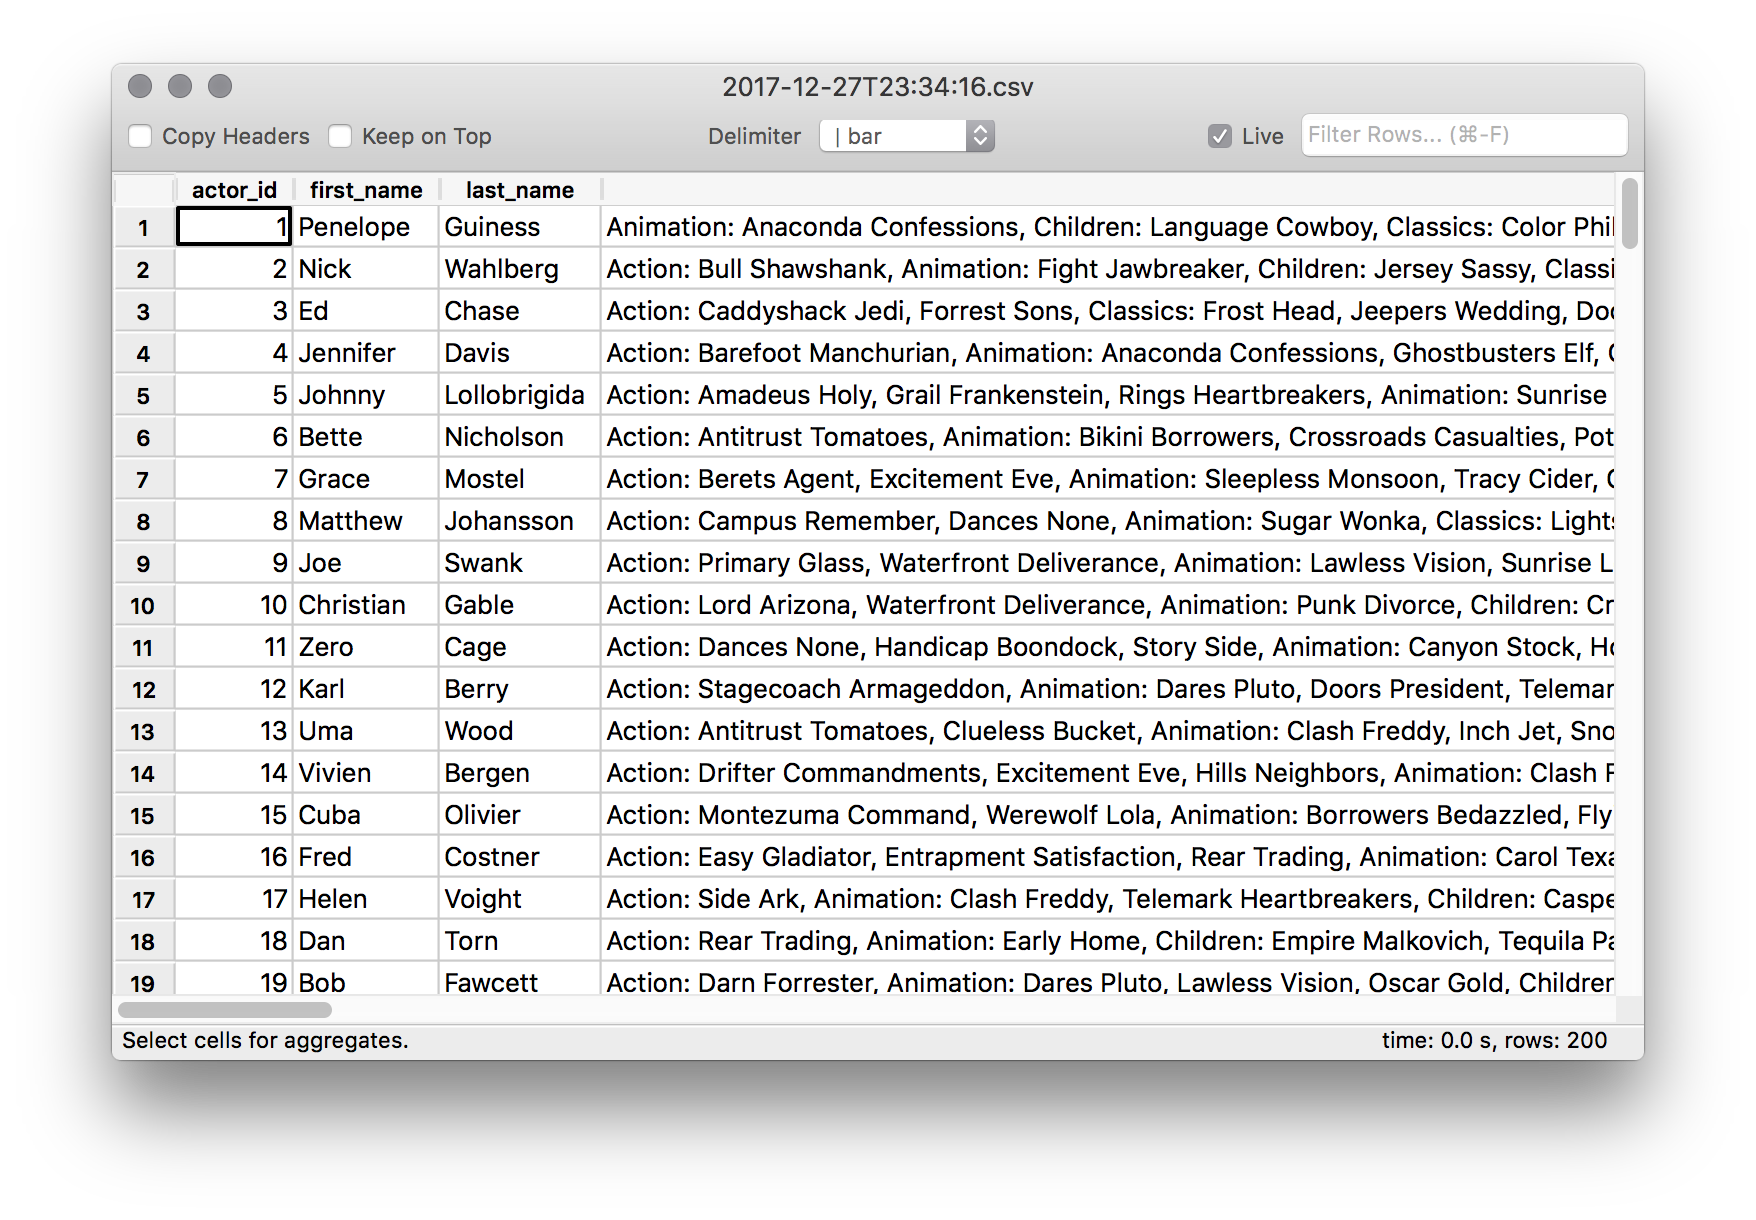 2017-12-27T23:34:16.csv
Copy Headers Keep on Top Delimiter | bar Live Filter Rows... (⌘-F)
actor_id first_name last_name
1 1 Penelope Guiness Animation: Anaconda Confessions, Children: Language Cowboy, Classics: Color Phil
2 2 Nick Wahlberg Action: Bull Shawshank, Animation: Fight Jawbreaker, Children: Jersey Sassy, Classi
3 3 Ed Chase Action: Caddyshack Jedi, Forrest Sons, Classics: Frost Head, Jeepers Wedding, Doc
4 4 Jennifer Davis Action: Barefoot Manchurian, Animation: Anaconda Confessions, Ghostbusters Elf,
5 5 Johnny Lollobrigida Action: Amadeus Holy, Grail Frankenstein, Rings Heartbreakers, Animation: Sunrise
6 6 Bette Nicholson Action: Antitrust Tomatoes, Animation: Bikini Borrowers, Crossroads Casualties, Pot
7 7 Grace Mostel Action: Berets Agent, Excitement Eve, Animation: Sleepless Monsoon, Tracy Cider,
8 8 Matthew Johansson Action: Campus Remember, Dances None, Animation: Sugar Wonka, Classics: Lights
9 9 Joe Swank Action: Primary Glass, Waterfront Deliverance, Animation: Lawless Vision, Sunrise L
10 10 Christian Gable Action: Lord Arizona, Waterfront Deliverance, Animation: Punk Divorce, Children: Cr
11 11 Zero Cage Action: Dances None, Handicap Boondock, Story Side, Animation: Canyon Stock, Ho
12 12 Karl Berry Action: Stagecoach Armageddon, Animation: Dares Pluto, Doors President, Telemar
13 13 Uma Wood Action: Antitrust Tomatoes, Clueless Bucket, Animation: Clash Freddy, Inch Jet, Sno
14 14 Vivien Bergen Action: Drifter Commandments, Excitement Eve, Hills Neighbors, Animation: Clash F
15 15 Cuba Olivier Action: Montezuma Command, Werewolf Lola, Animation: Borrowers Bedazzled, Fly
16 16 Fred Costner Action: Easy Gladiator, Entrapment Satisfaction, Rear Trading, Animation: Carol Texa
17 17 Helen Voight Action: Side Ark, Animation: Clash Freddy, Telemark Heartbreakers, Children: Caspe
18 18 Dan Torn Action: Rear Trading, Animation: Early Home, Children: Empire Malkovich, Tequila Pa
19 19 Bob Fawcett Action: Darn Forrester, Animation: Dares Pluto, Lawless Vision, Oscar Gold, Children
Select cells for aggregates. time: 0.0 s, rows: 200